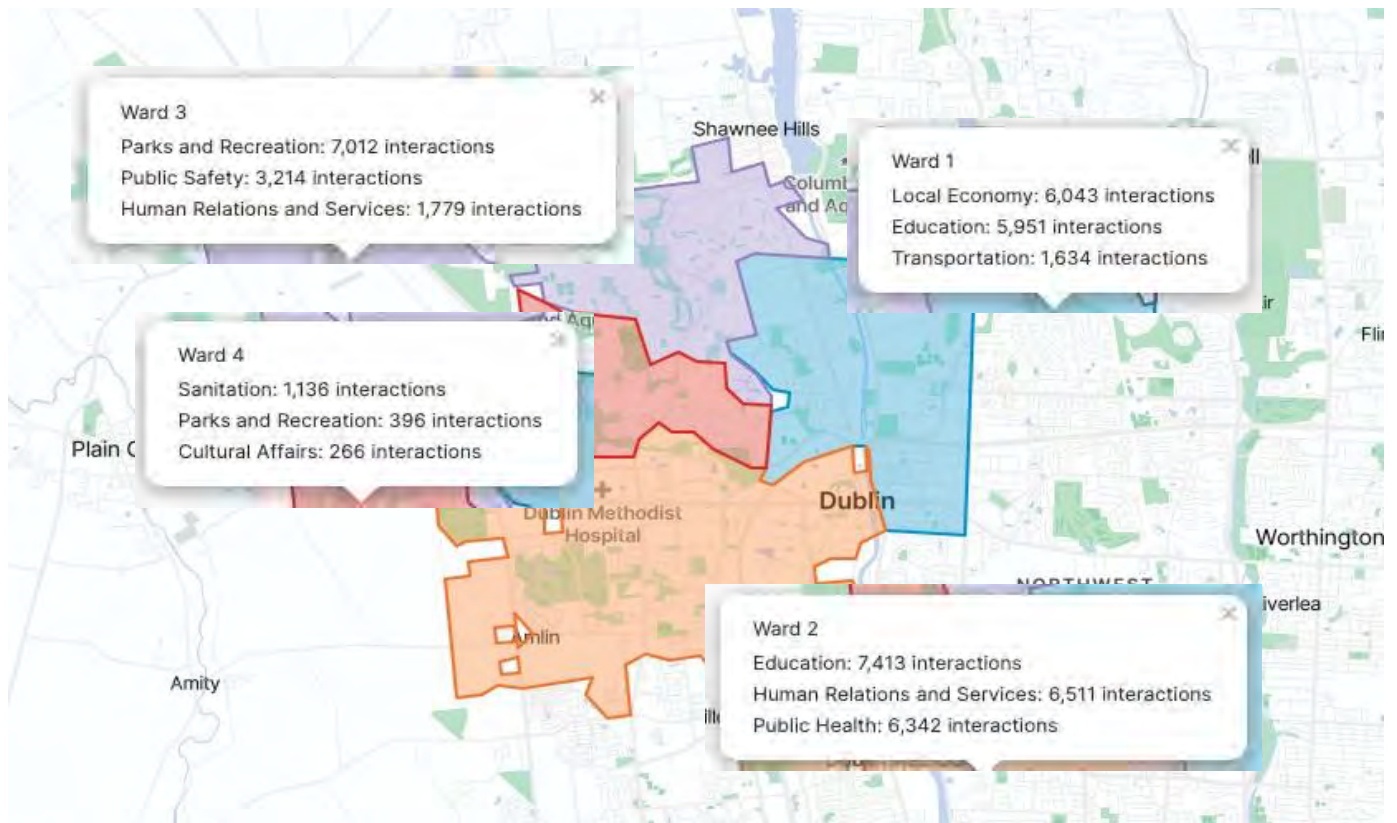 Shawnee Hills
Ward 3
Parks and Recreation: 7,012 interactions
Public Safety: 3,214 interactions
Human Relations and Services: 1,779 interactions
Ward 1
Local Economy: 6,043 interactions
Education: 5,951 interactions
Transportation: 1,634 interactions
and Aq
Ward 4
Sanitation: 1,136 interactions
Parks and Recreation: 396 interactions
Cultural Affairs: 266 interactions
Plain
Dublin
Dublin Methodist
Hospital
Worthington
NORTHWEST
Amlin
Amity
Ward 2
Education: 7,413 interactions
Human Relations and Services: 6,511 interactions
Public Health: 6,342 interactions